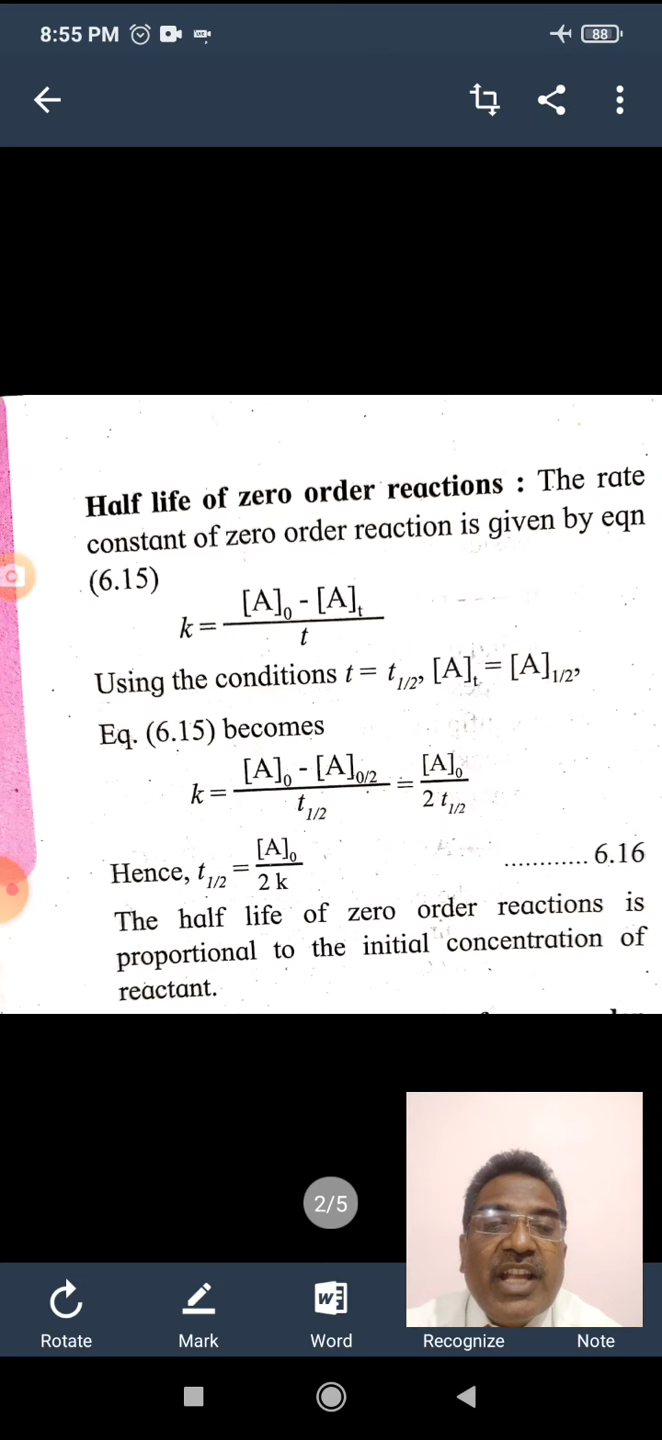 8:55 PM
88
Half life of zero order reactions : The rate
constant of zero order reaction is given by eqn
(6.15)
k = [A]₀ - [A]ₜ / t
Using the conditions t = t₁/₂, [A]ₜ = [A]₁/₂,
Eq. (6.15) becomes
k = [A]₀ - [A]₀/₂ / t₁/₂ = [A]₀ / 2 t₁/₂
Hence, t₁/₂ = [A]₀ / 2 k ............ 6.16
The half life of zero order reactions is
proportional to the initial concentration of
reactant.
2/5
W
Rotate Mark Word Recognize Note